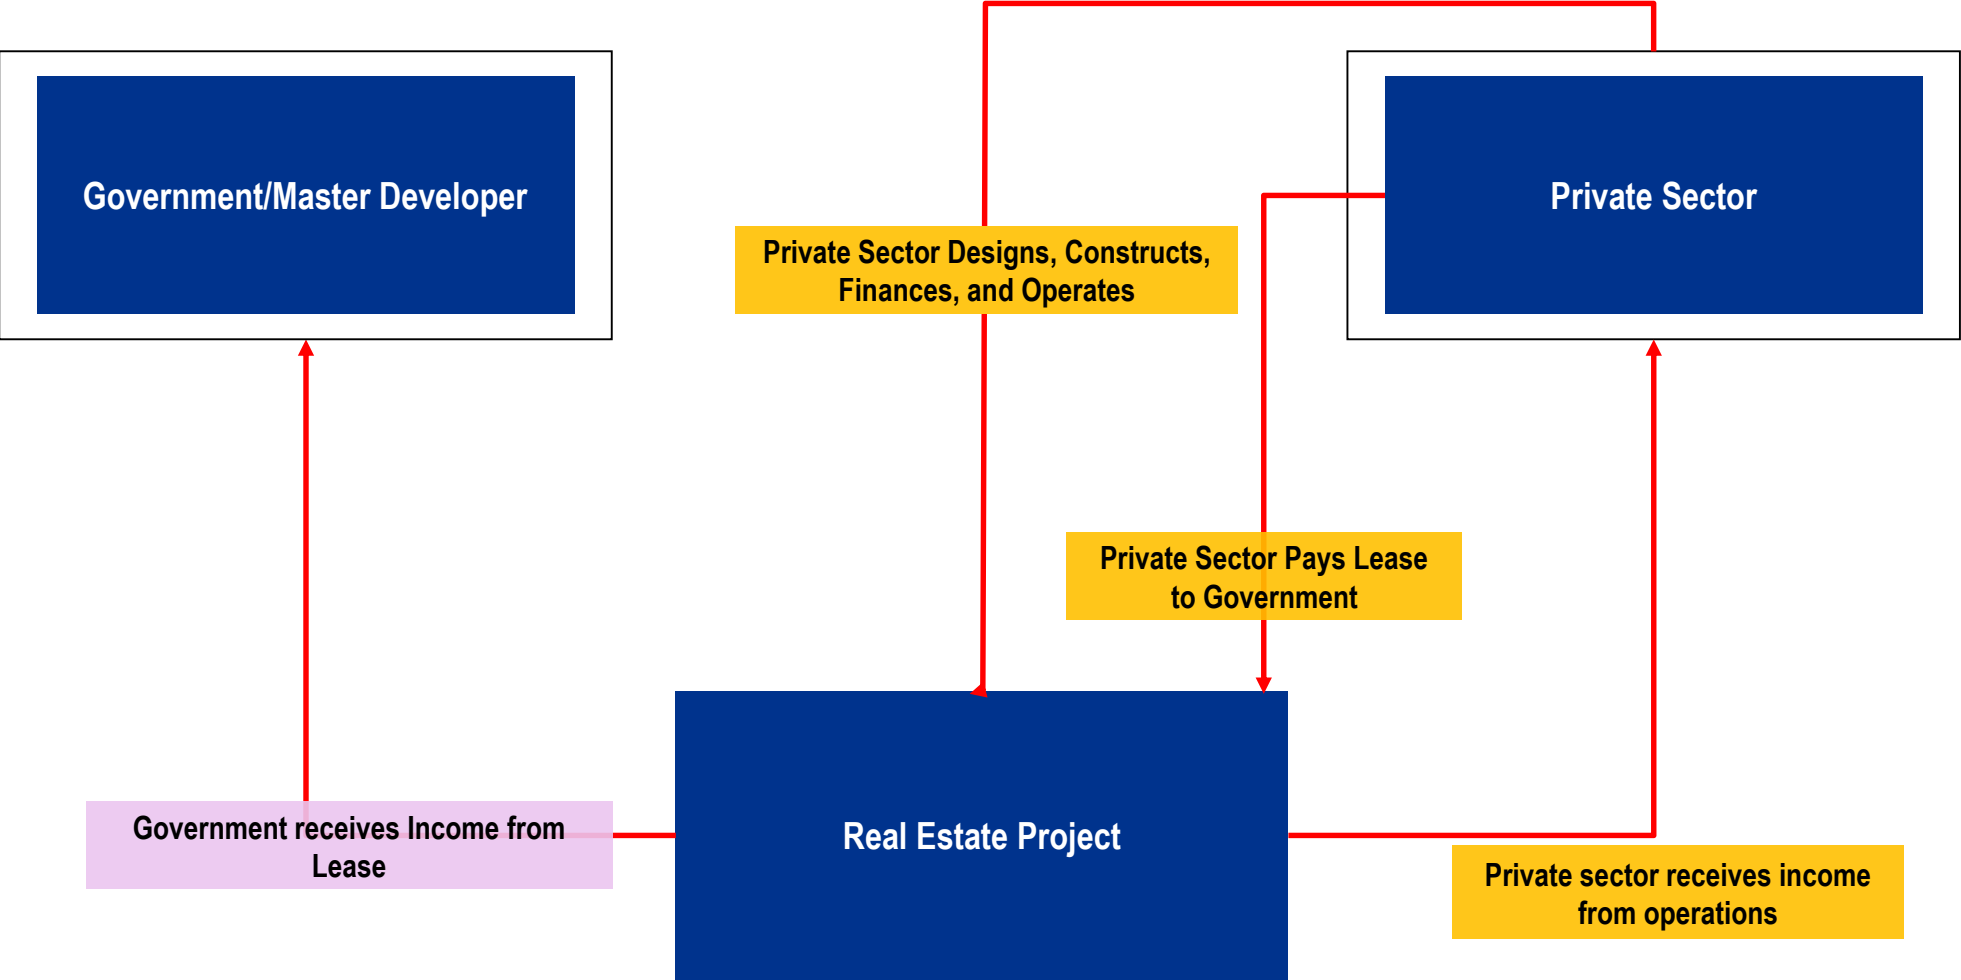 Government/Master Developer
Private Sector
Private Sector Designs, Constructs,
Finances, and Operates
Private Sector Pays Lease
to Government
Government receives Income from
Lease
Real Estate Project
Private sector receives income
from operations